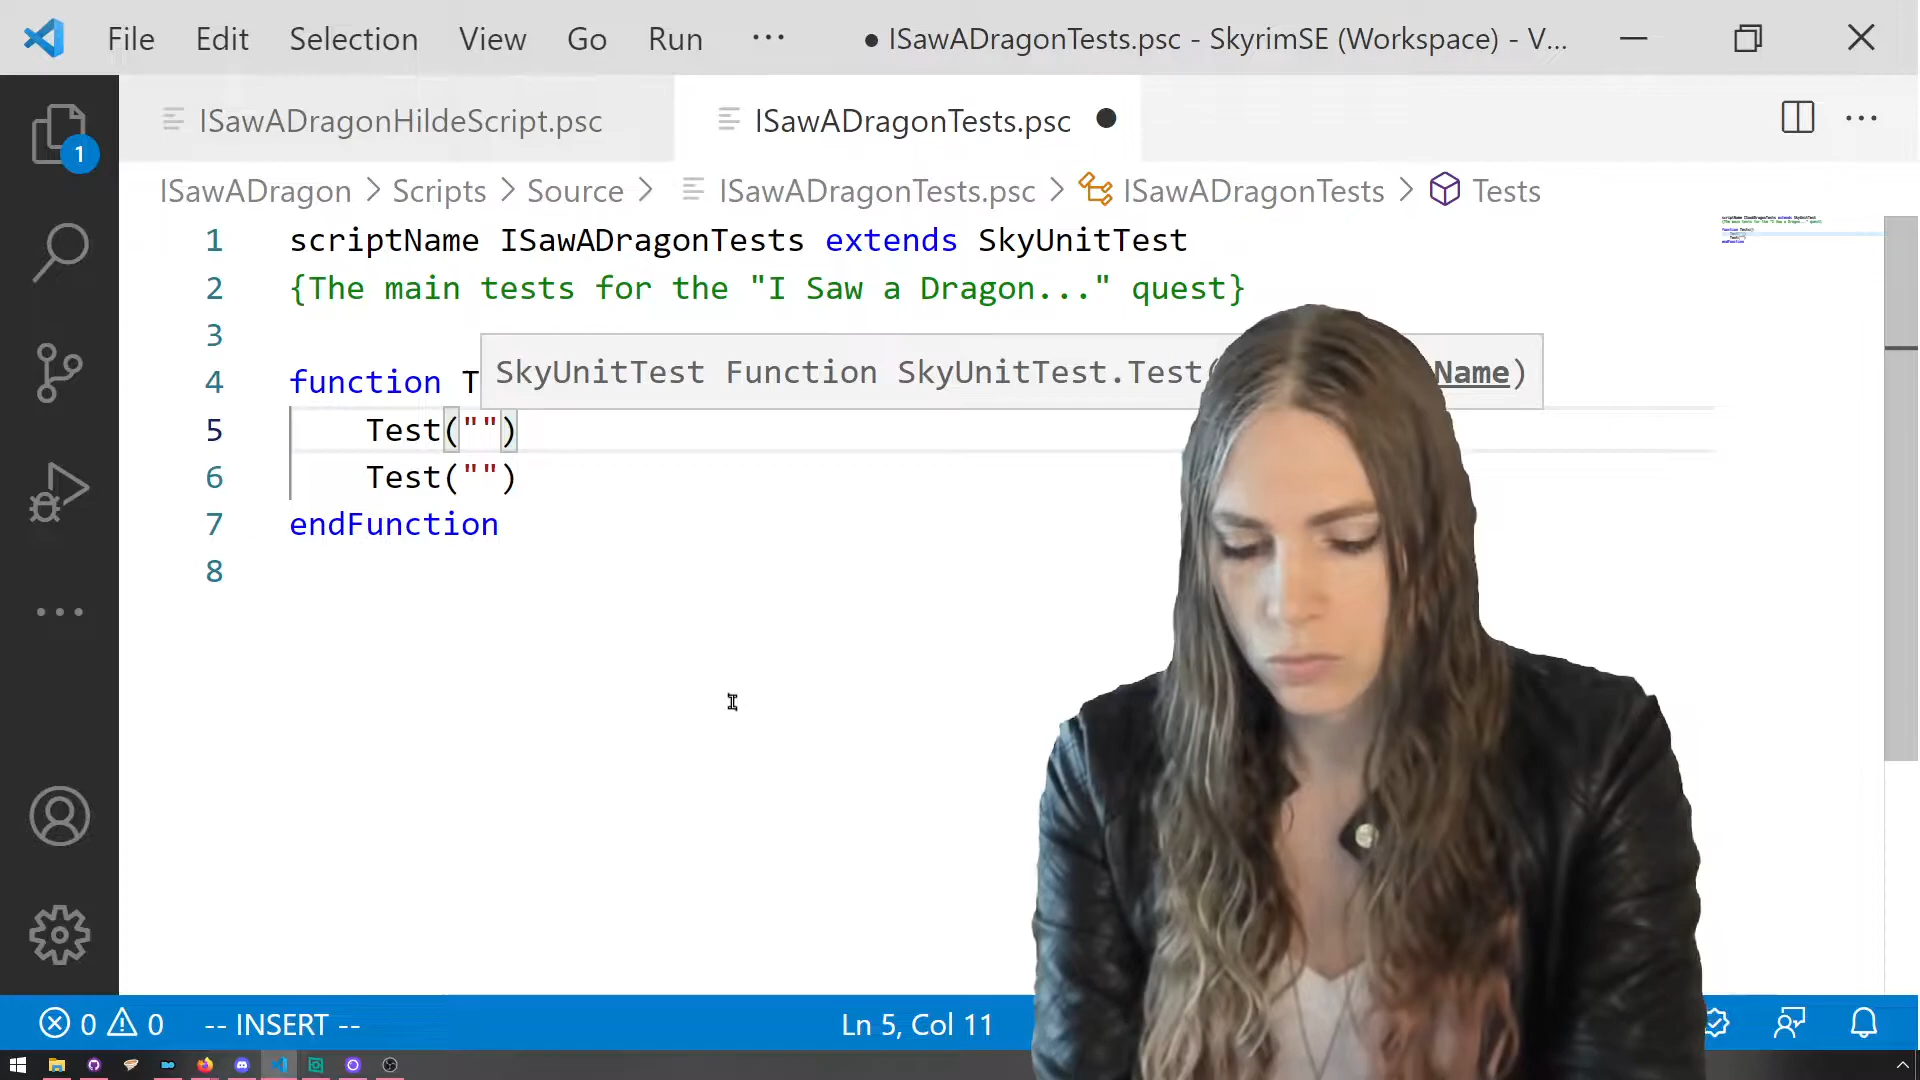 File Edit Selection View Go Run ··· ● ISawADragonTests.psc - SkyrimSE (Workspace) - V...
ISawADragonHildeScript.psc ISawADragonTests.psc
1
ISawADragon > Scripts > Source > ISawADragonTests.psc > ISawADragonTests > Tests
1 scriptName ISawADragonTests extends SkyUnitTest
2 {The main tests for the "I Saw a Dragon..." quest}
3
SkyUnitTest Function SkyUnitTest.Test( Name)
4 function T
5 Test("")
6 Test("")
7 endFunction
8
0 0 -- INSERT -- Ln 5, Col 11